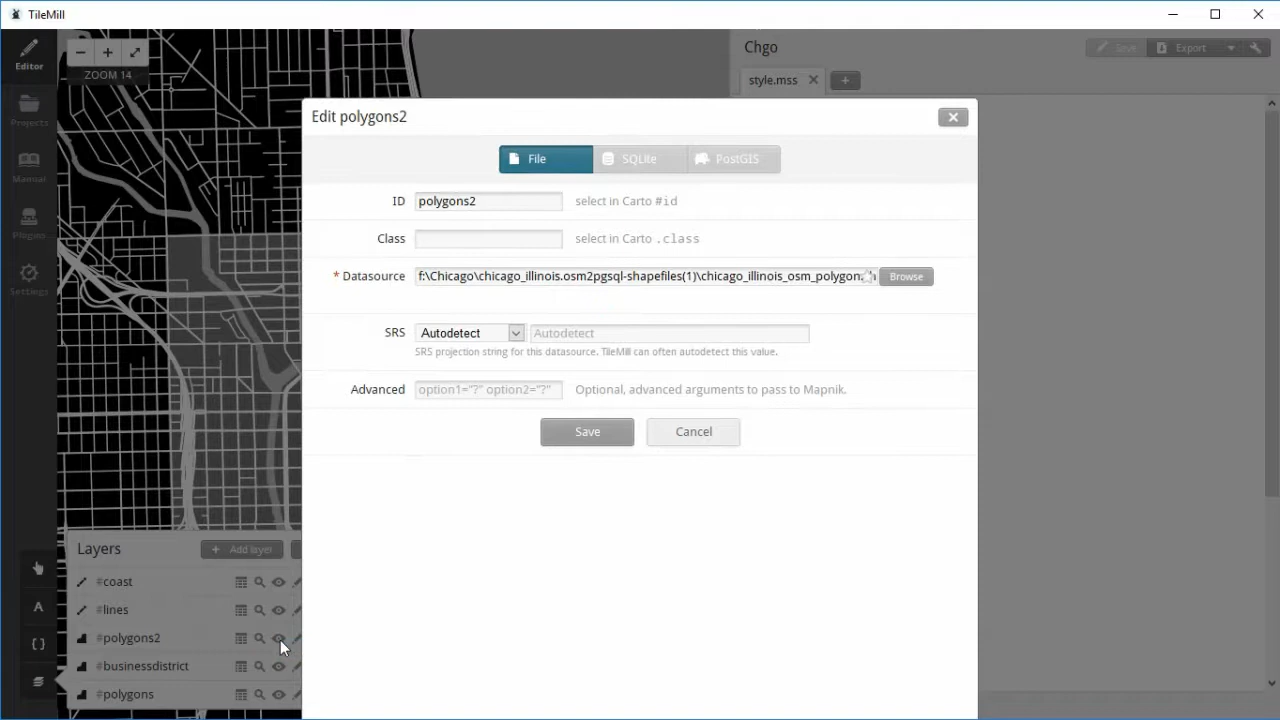 TileMill
Editor
Projects
Manual
Plugins
Settings
ZOOM 14
Chgo
Save
Export
style.mss
Edit polygons2
File
SQLite
PostGIS
ID
polygons2
select in Carto #id
Class
select in Carto .class
* Datasource
f:\Chicago\chicago_illinois.osm2pgsql-shapefiles(1)\chicago_illinois_osm_polygon
Browse
SRS
Autodetect
Autodetect
SRS projection string for this datasource. TileMill can often autodetect this value.
Advanced
option1="?" option2="?"
Optional, advanced arguments to pass to Mapnik.
Save
Cancel
Layers
+ Add layer
#coast
#lines
#polygons2
#businessdistrict
#polygons
A
{}